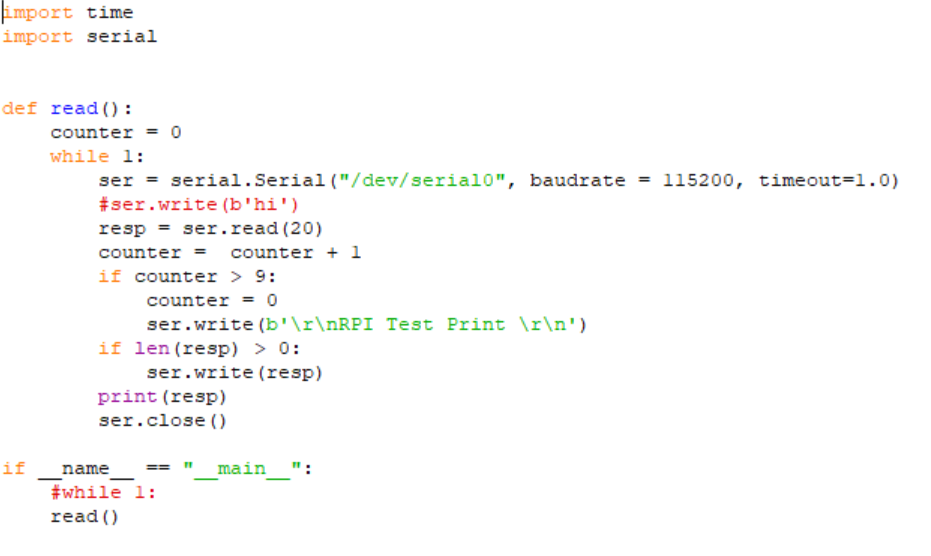 import time
import serial
def read():
    counter = 0
    while 1:
        ser = serial.Serial("/dev/serial0", baudrate = 115200, timeout=1.0)
        #ser.write(b'hi')
        resp = ser.read(20)
        counter =  counter + 1
        if counter > 9:
            counter = 0
            ser.write(b'\r\nRPI Test Print \r\n')
        if len(resp) > 0:
            ser.write(resp)
        print(resp)
        ser.close()
if __name__ == "__main__":
    #while 1:
    read()